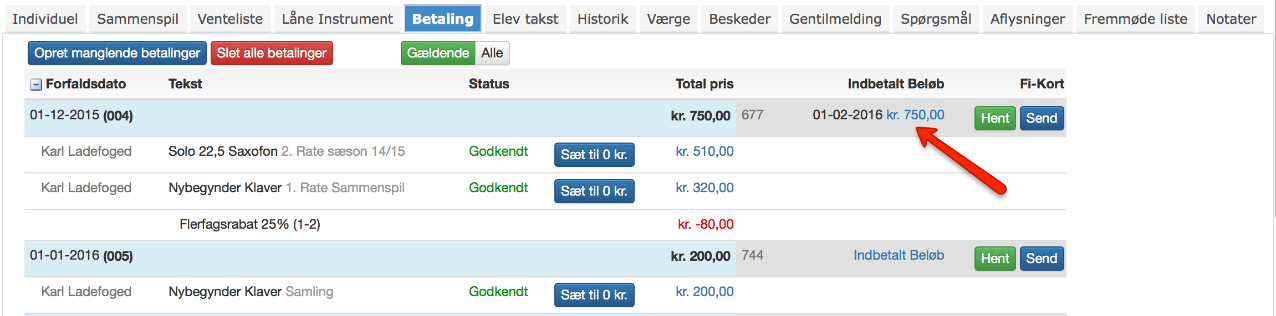 Individuel Sammenspil Venteliste Låne Instrument Betaling Elev takst Historik Værge Beskeder Gentilmelding Spørgsmål Aflysninger Fremmøde liste Notater
Opret manglende betalinger Slet alle betalinger Gældende Alle
Forfaldsdato Tekst Status Total pris Indbetalt Beløb Fi-Kort
01-12-2015 (004) kr. 750,00 677 01-02-2016 kr. 750,00 Hent Send
Karl Ladefoged Solo 22,5 Saxofon 2. Rate sæson 14/15 Godkendt Sæt til 0 kr. kr. 510,00
Karl Ladefoged Nybegynder Klaver 1. Rate Sammenspil Godkendt Sæt til 0 kr. kr. 320,00
Flerfagsrabat 25% (1-2) kr. -80,00
01-01-2016 (005) kr. 200,00 744 Indbetalt Beløb Hent Send
Karl Ladefoged Nybegynder Klaver Samling Godkendt Sæt til 0 kr. kr. 200,00